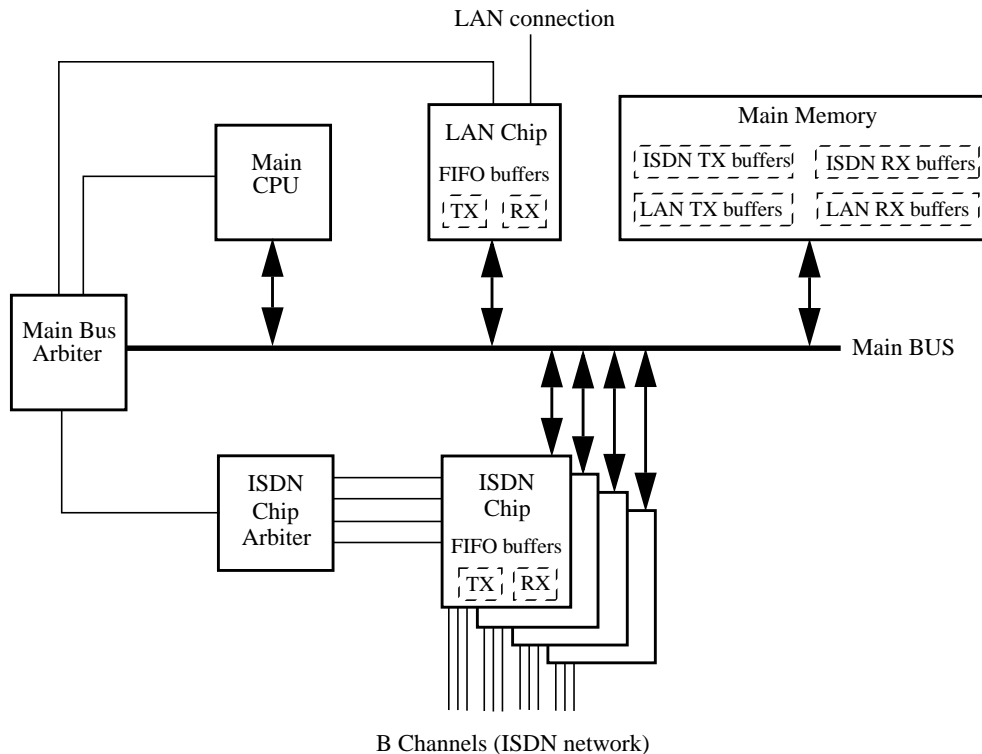 LAN connection
Main
CPU
LAN Chip
FIFO buffers
TX
RX
Main Memory
ISDN TX buffers
ISDN RX buffers
LAN TX buffers
LAN RX buffers
Main Bus
Arbiter
Main BUS
ISDN
Chip
Arbiter
ISDN
Chip
FIFO buffers
TX
RX
B Channels (ISDN network)